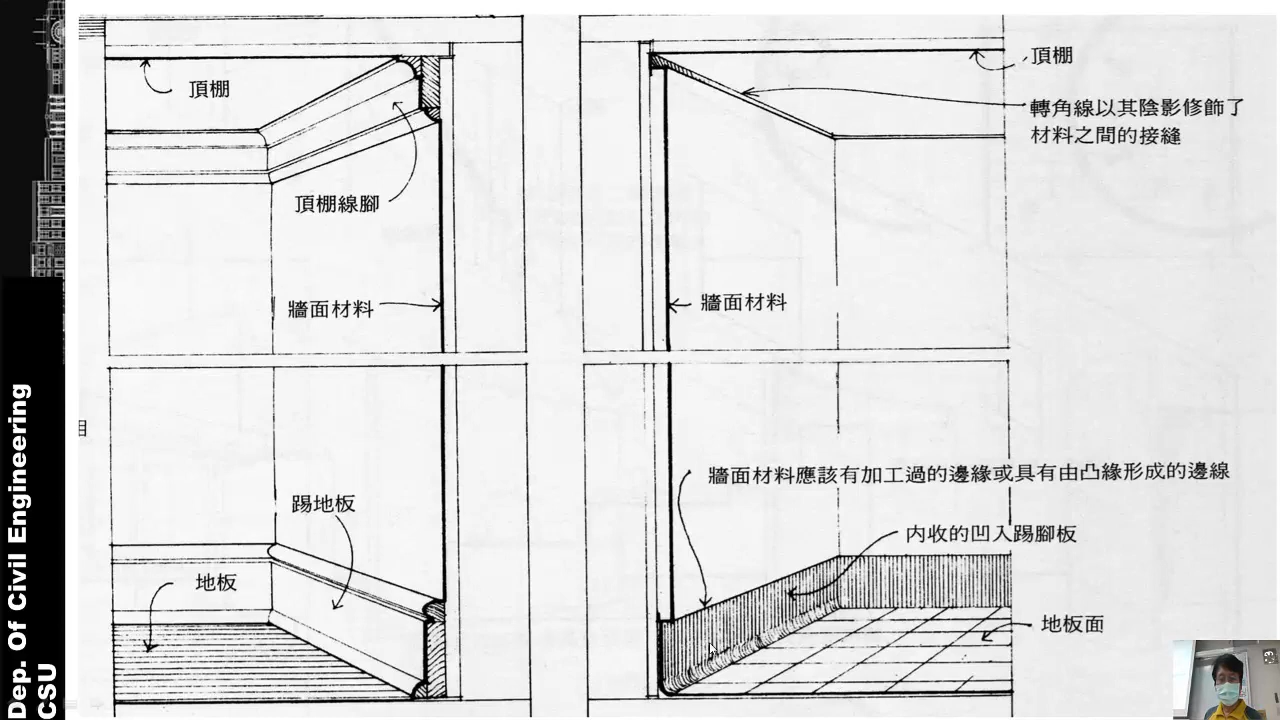 頂棚
頂棚線腳
牆面材料
踢地板
地板
頂棚
轉角線以其陰影修飾了
材料之間的接縫
牆面材料
牆面材料應該有加工過的邊緣或具有由凸緣形成的邊線
内收的凹入踢腳板
地板面
Dep. Of Civil Engineering
CSU